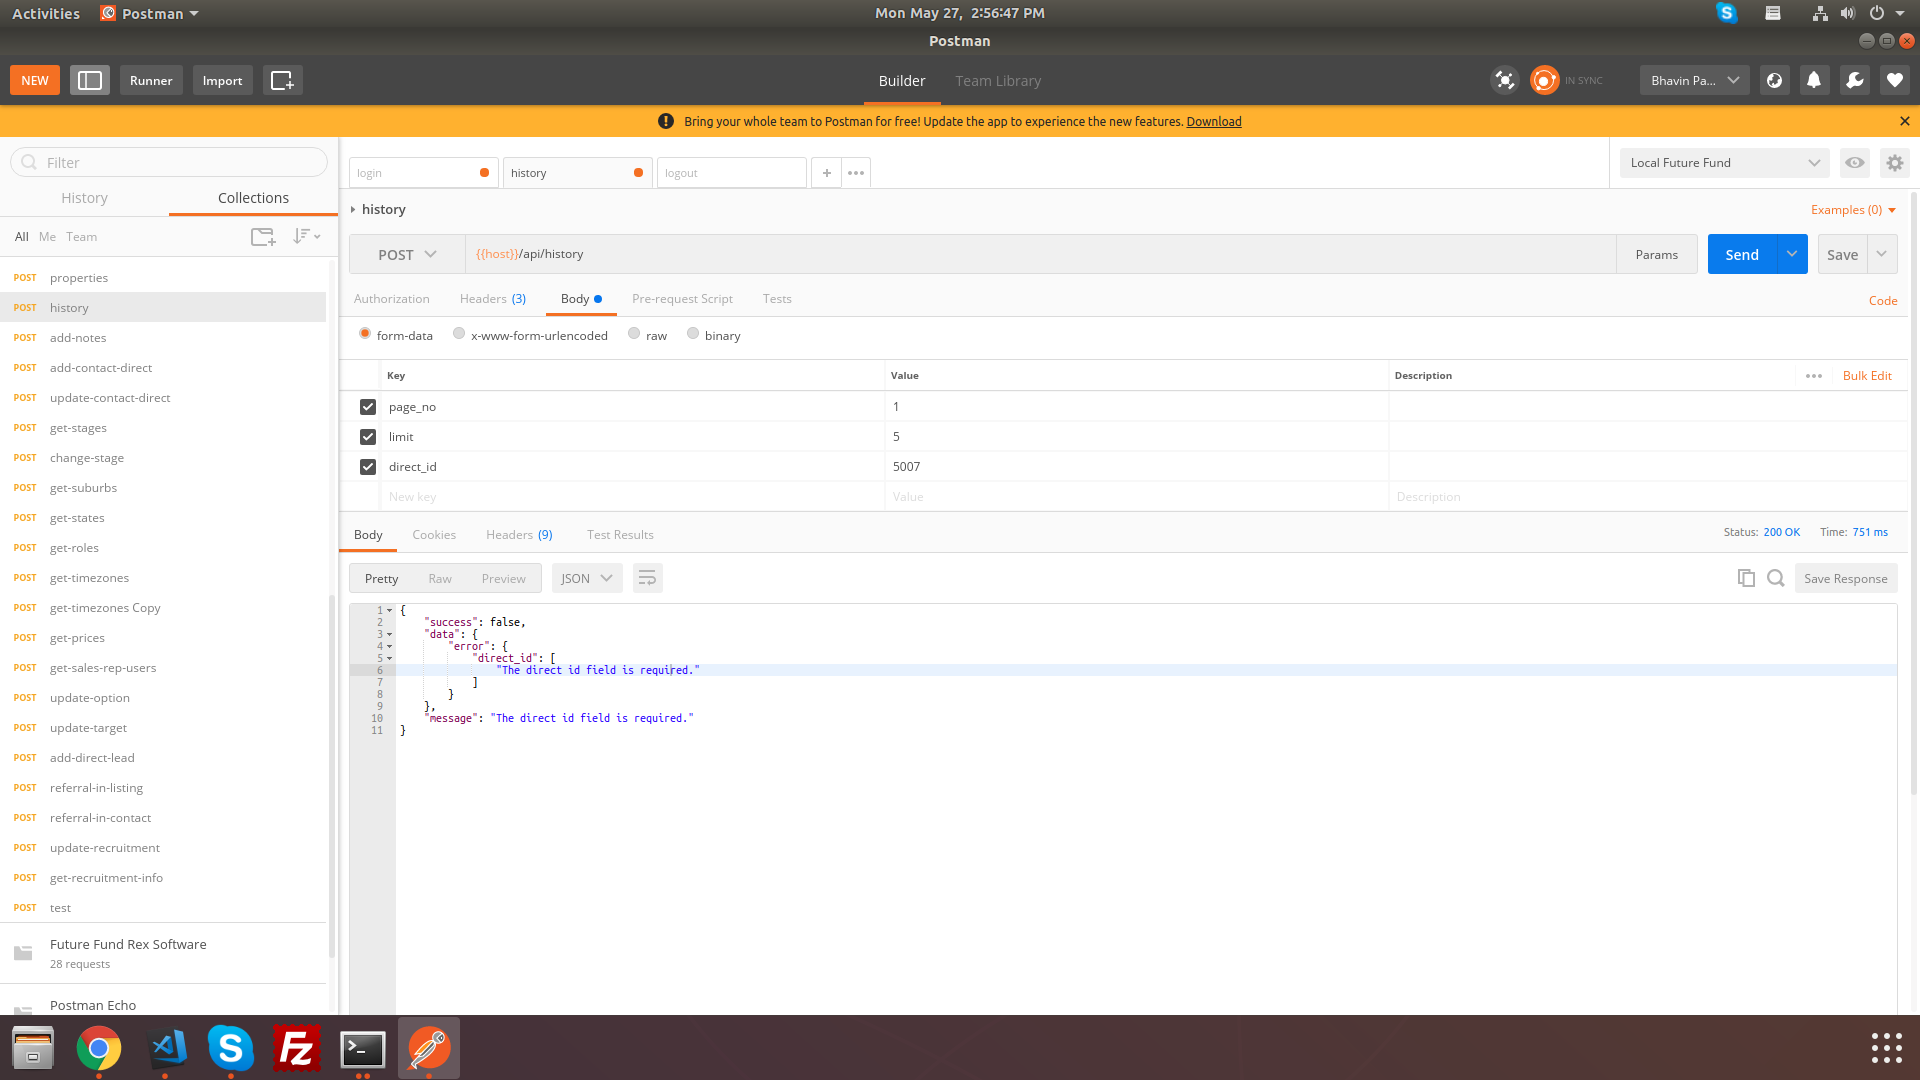 Activities Postman Mon May 27, 2:56:47 PM
Postman
NEW Runner Import Builder Team Library IN SYNC Bhavin Pa...
Bring your whole team to Postman for free! Update the app to experience the new features. Download
Filter
History Collections
All Me Team
POST properties
POST history
POST add-notes
POST add-contact-direct
POST update-contact-direct
POST get-stages
POST change-stage
POST get-suburbs
POST get-states
POST get-roles
POST get-timezones
POST get-timezones Copy
POST get-prices
POST get-sales-rep-users
POST update-option
POST update-target
POST add-direct-lead
POST referral-in-listing
POST referral-in-contact
POST update-recruitment
POST get-recruitment-info
POST test
Future Fund Rex Software
28 requests
Postman Echo
login history logout + ••• Local Future Fund
history Examples (0)
POST {{host}}/api/history Params Send Save
Authorization Headers (3) Body Pre-request Script Tests Code
form-data x-www-form-urlencoded raw binary
Key Value Description ••• Bulk Edit
page_no 1
limit 5
direct_id 5007
New key Value Description
Body Cookies Headers (9) Test Results Status: 200 OK Time: 751 ms
Pretty Raw Preview JSON Save Response
1 {
2 "success": false,
3 "data": {
4 "error": {
5 "direct_id": [
6 "The direct id field is required."
7 ]
8 }
9 },
10 "message": "The direct id field is required."
11 }